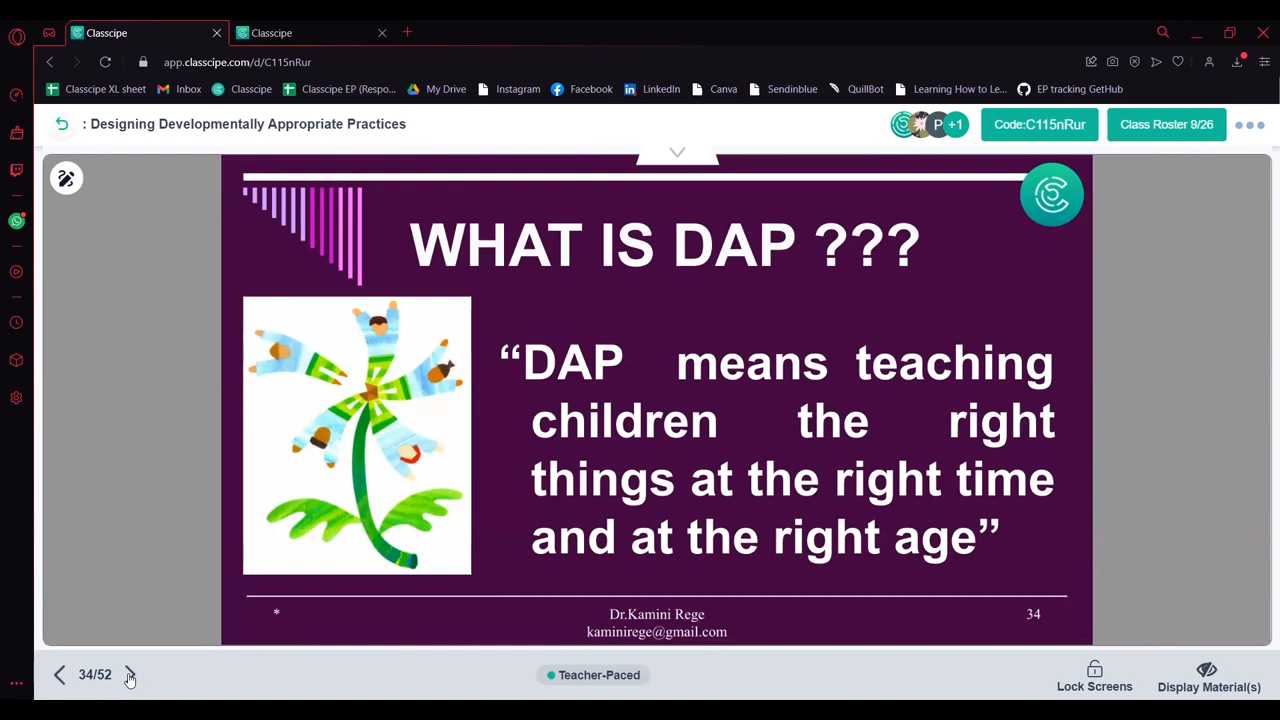 Classcipe
Classcipe
app.classcipe.com/d/C115nRur
Classcipe XL sheet
Inbox
Classcipe
Classcipe EP (Respo...
My Drive
Instagram
Facebook
LinkedIn
Canva
Sendinblue
QuillBot
Learning How to Le...
EP tracking GetHub
: Designing Developmentally Appropriate Practices
P
+1
Code:C115nRur
Class Roster 9/26
WHAT IS DAP ???
“DAP means teaching
children the right
things at the right time
and at the right age”
*
Dr.Kamini Rege
34
kaminirege@gmail.com
34/52
Teacher-Paced
Lock Screens
Display Material(s)